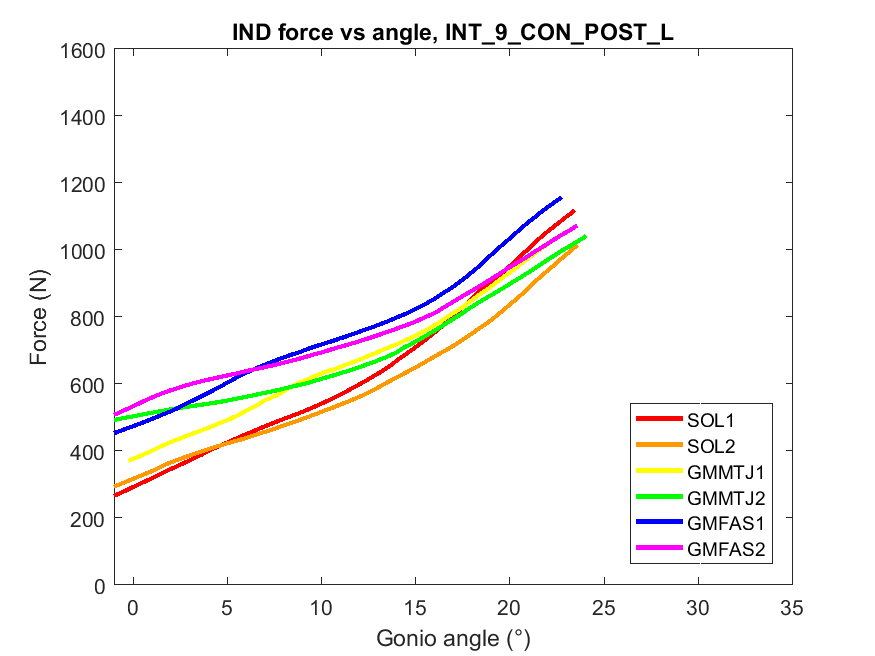 IND force vs angle, INT_9_CON_POST_L
1600
1400
1200
1000
800
600
400
200
0
Force (N)
0 5 10 15 20 25 30 35
Gonio angle (°)
SOL1
SOL2
GMMTJ1
GMMTJ2
GMFAS1
GMFAS2